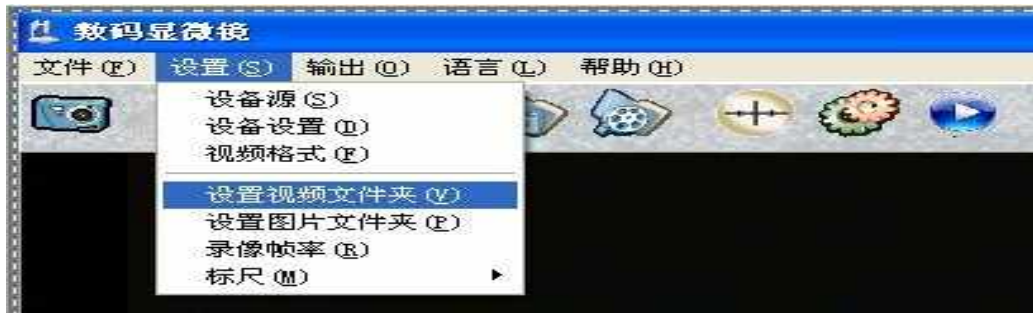 数码显微镜
文件(F) 设置(S) 输出(O) 语言(L) 帮助(H)
设备源(S)
设备设置(D)
视频格式(F)
设置视频文件夹(V)
设置图片文件夹(P)
录像帧率(R)
标尺(M)